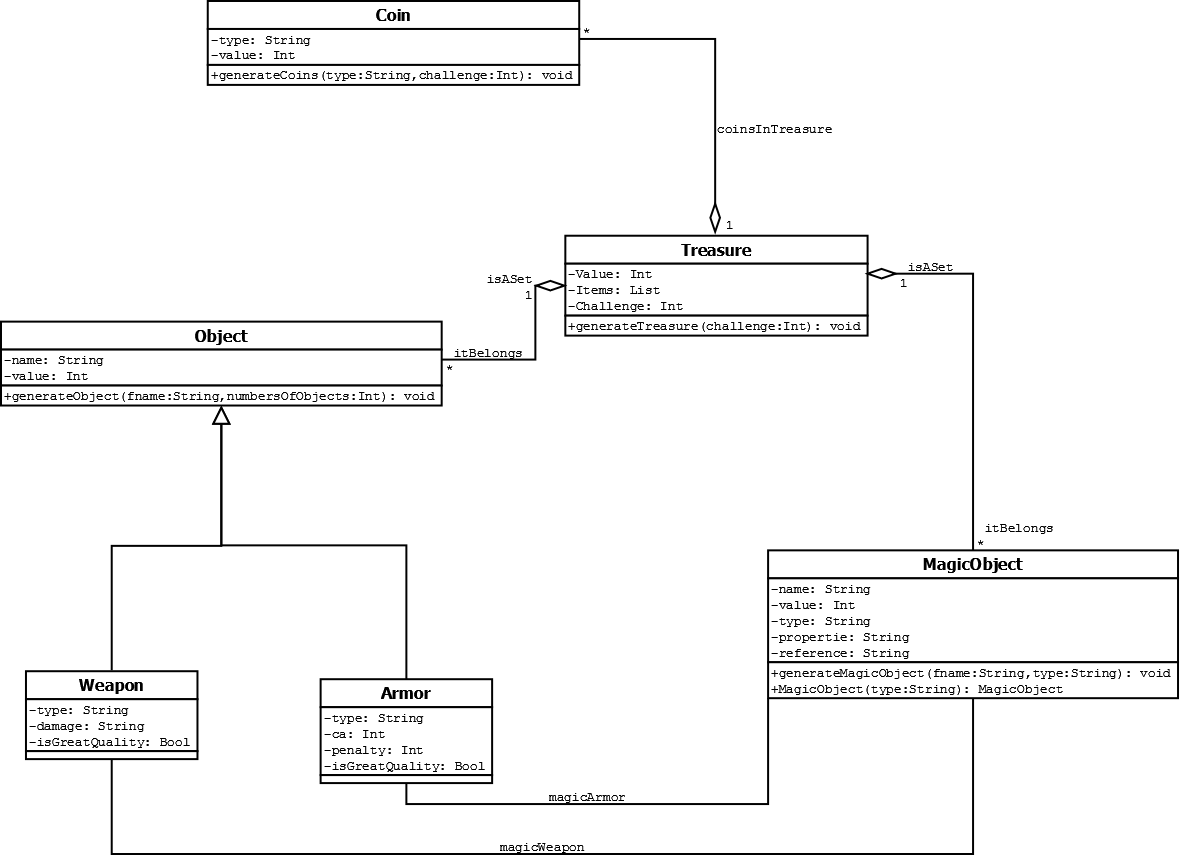 Coin
-type: String
-value: Int
+generateCoins(type:String,challenge:Int): void
*
coinsInTreasure
1
Treasure
-Value: Int
-Items: List
-Challenge: Int
+generateTreasure(challenge:Int): void
isASet
1
isASet
1
itBelongs
*
Object
-name: String
-value: Int
+generateObject(fname:String,numbersOfObjects:Int): void
itBelongs
*
MagicObject
-name: String
-value: Int
-type: String
-propertie: String
-reference: String
+generateMagicObject(fname:String,type:String): void
+MagicObject(type:String): MagicObject
Weapon
-type: String
-damage: String
-isGreatQuality: Bool
Armor
-type: String
-ca: Int
-penalty: Int
-isGreatQuality: Bool
magicArmor
magicWeapon